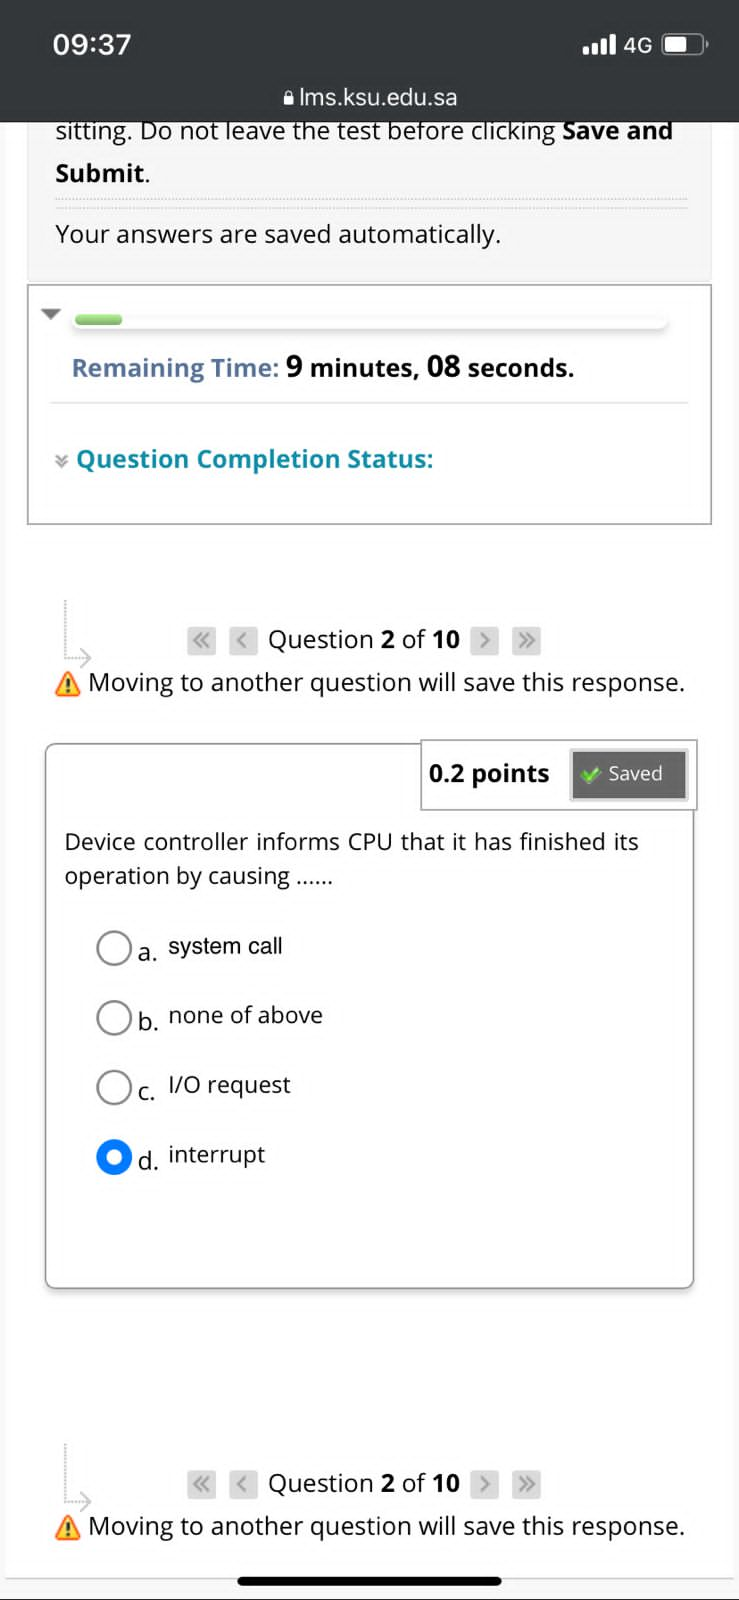 09:37
4G
lms.ksu.edu.sa
sitting. Do not leave the test before clicking Save and
Submit.
Your answers are saved automatically.
Remaining Time: 9 minutes, 08 seconds.
Question Completion Status:
Question 2 of 10
Moving to another question will save this response.
0.2 points
Saved
Device controller informs CPU that it has finished its
operation by causing ......
a. system call
b. none of above
c. I/O request
d. interrupt
Question 2 of 10
Moving to another question will save this response.